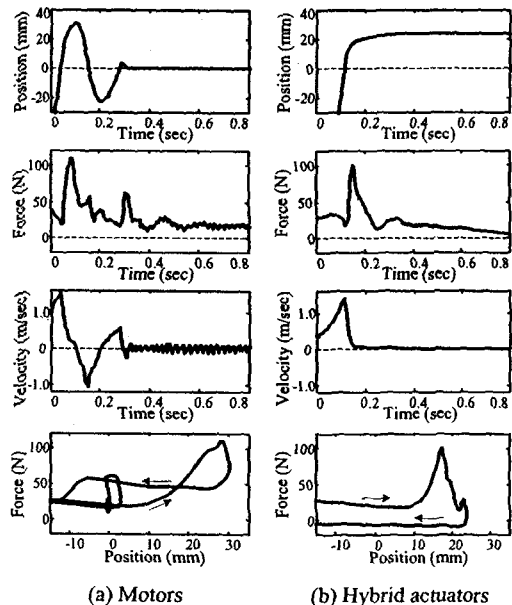 40
20
0
-20
Position (mm)
0 0.2 0.4 0.6 0.8
Time (sec)
40
20
0
-20
Position (mm)
0 0.2 0.4 0.6 0.8
Time (sec)
100
50
0
Force (N)
0 0.2 0.4 0.6 0.8
Time (sec)
100
50
0
Force (N)
0 0.2 0.4 0.6 0.8
Time (sec)
1.0
0
-1.0
Velocity (m/sec)
0 0.2 0.4 0.6 0.8
Time (sec)
1.0
0
-1.0
Velocity (m/sec)
0 0.2 0.4 0.6 0.8
Time (sec)
100
50
0
Force (N)
-10 0 10 20 30
Position (mm)
100
50
0
Force (N)
-10 0 10 20 30
Position (mm)
(a) Motors
(b) Hybrid actuators